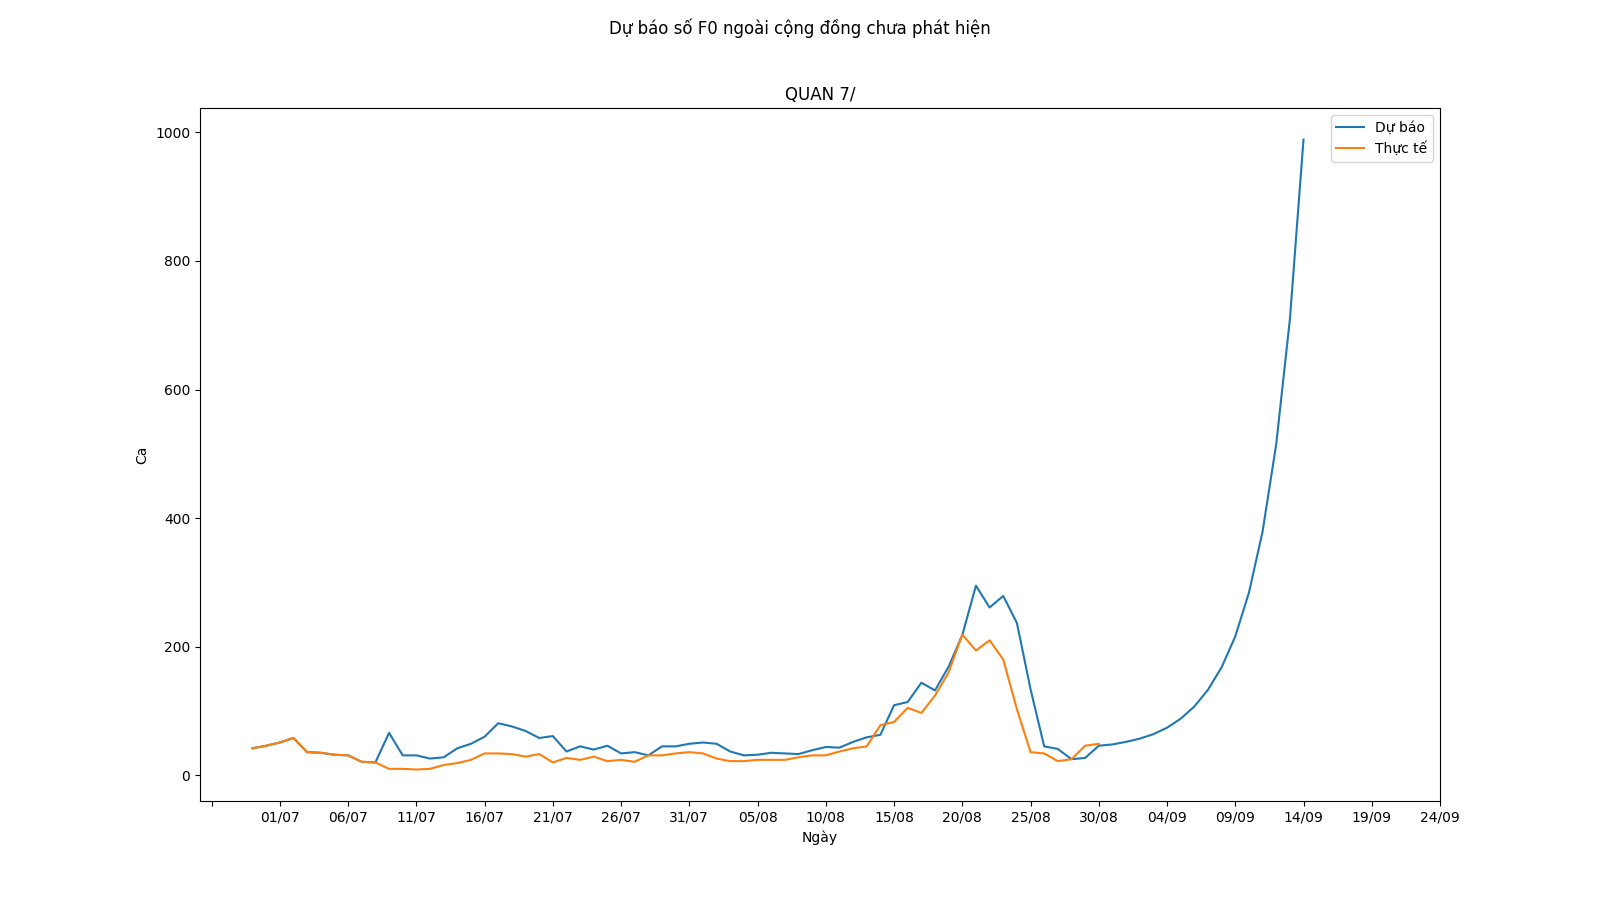 Dự báo số F0 ngoài cộng đồng chưa phát hiện
QUAN 7/
Dự báo
Thực tế
1000
800
600
400
200
0
Ca
01/07 06/07 11/07 16/07 21/07 26/07 31/07 05/08 10/08 15/08 20/08 25/08 30/08 04/09 09/09 14/09 19/09 24/09
Ngày